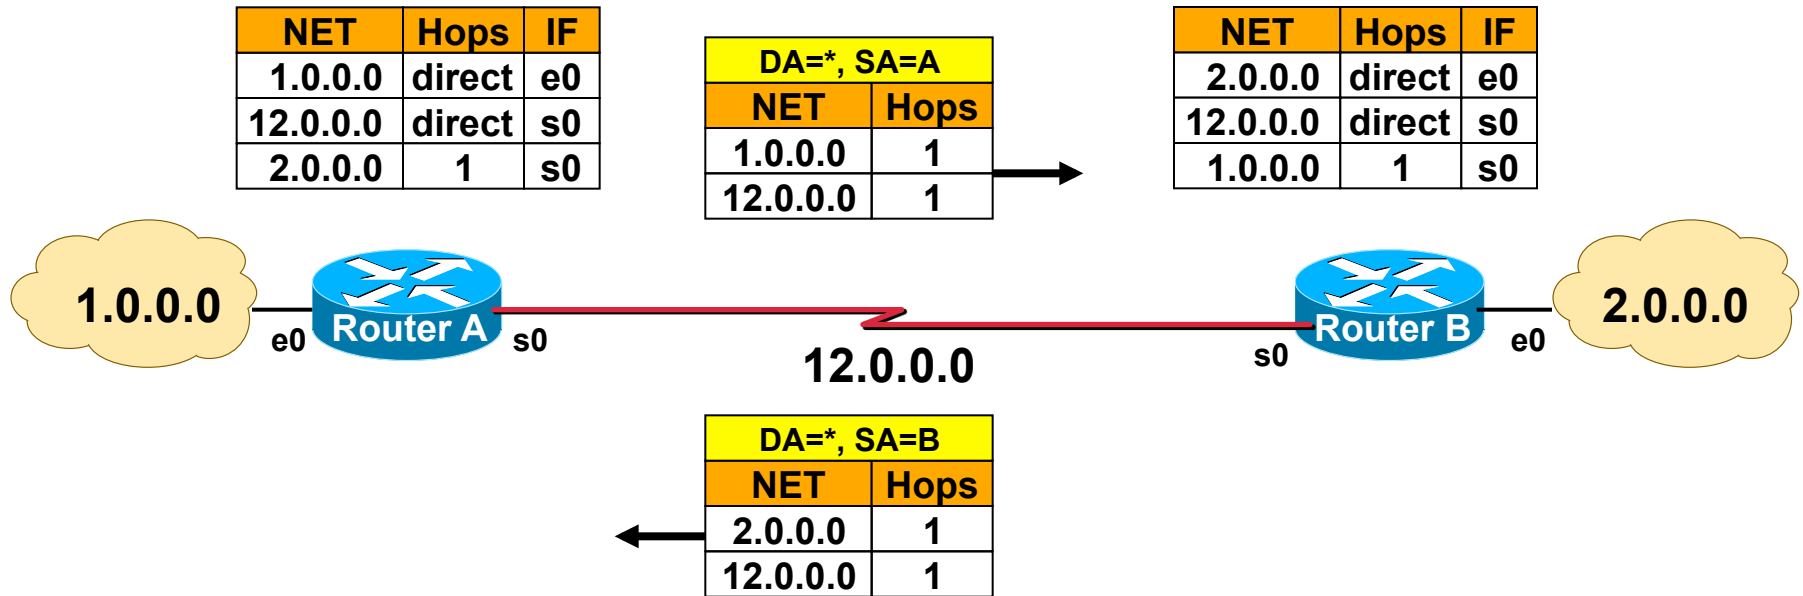 NET Hops IF
1.0.0.0 direct e0
12.0.0.0 direct s0
2.0.0.0 1 s0
DA=*, SA=A
NET Hops
1.0.0.0 1
12.0.0.0 1
NET Hops IF
2.0.0.0 direct e0
12.0.0.0 direct s0
1.0.0.0 1 s0
1.0.0.0
e0
Router A
s0
12.0.0.0
s0
Router B
e0
2.0.0.0
DA=*, SA=B
NET Hops
2.0.0.0 1
12.0.0.0 1